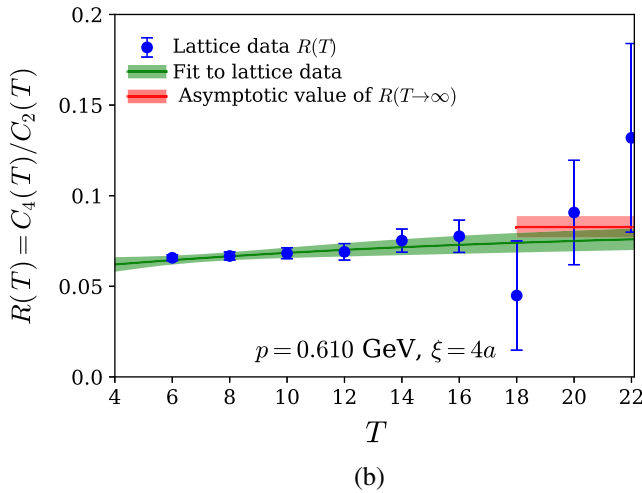 0.2
0.15
0.1
0.05
0.0
R(T) = C₄(T)/C₂(T)
Lattice data R(T)
Fit to lattice data
Asymptotic value of R(T→∞)
p = 0.610 GeV, ξ = 4a
4 6 8 10 12 14 16 18 20 22
T
(b)